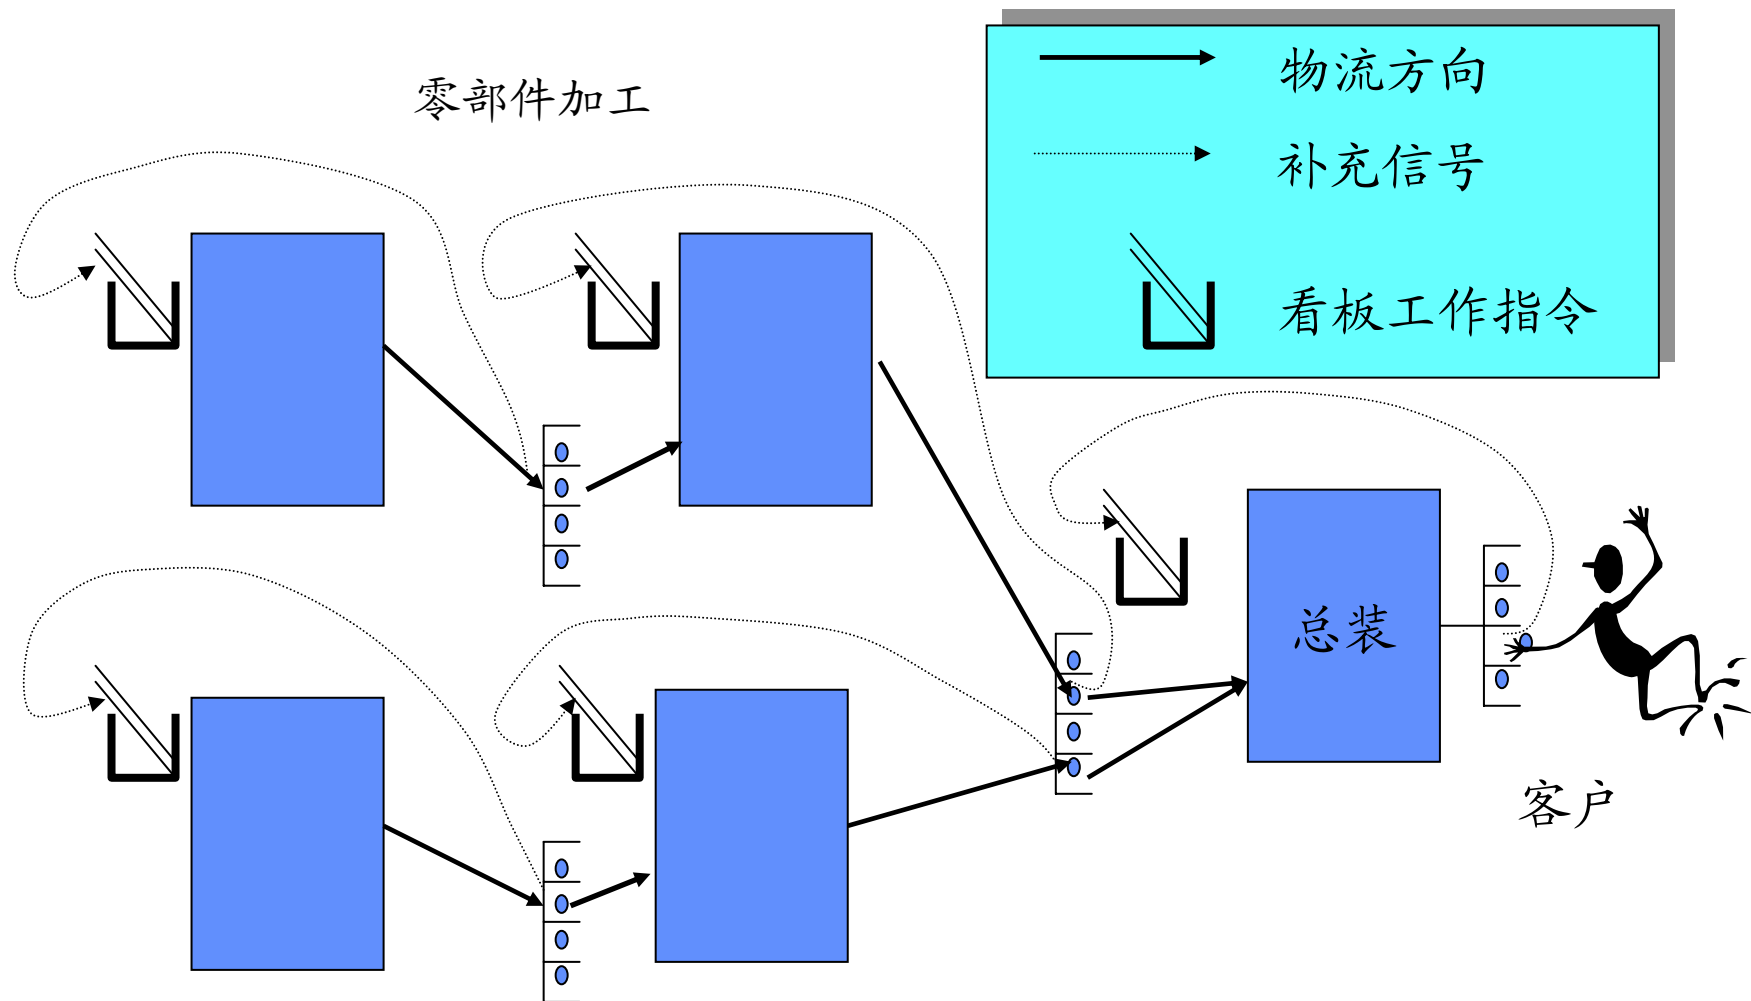 零部件加工
物流方向
补充信号
看板工作指令
总装
客户